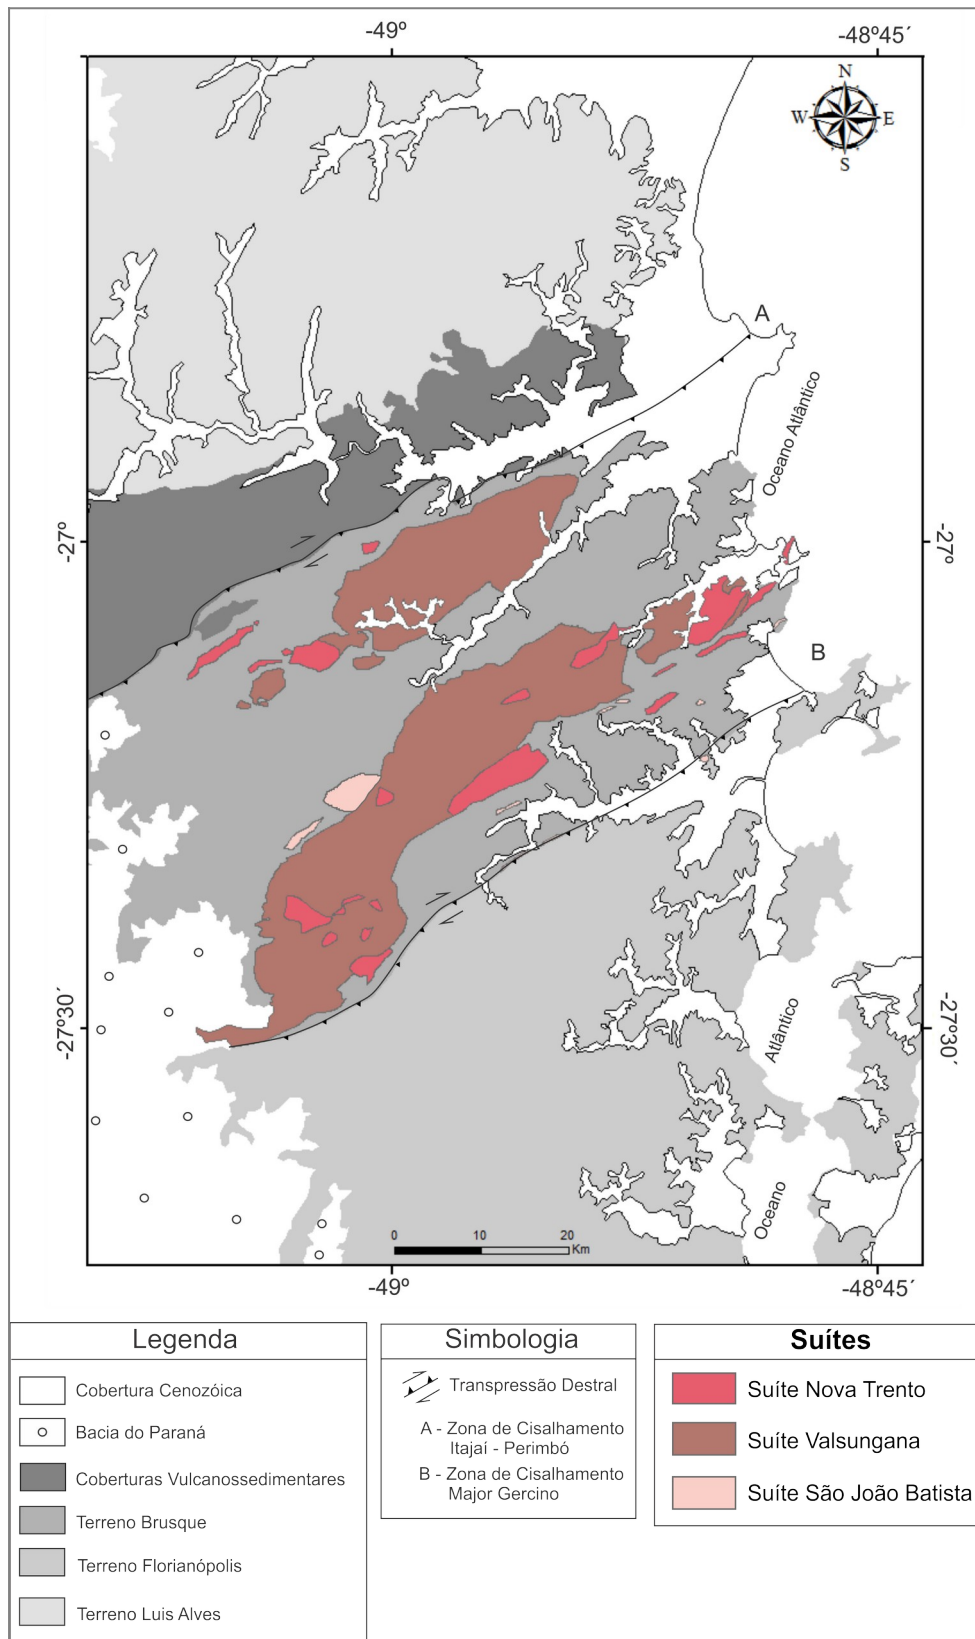 -49º
-48º45´
N
W
E
S
A
Oceano Atlântico
-27º
-27º
B
-27º30´
-27º30´
Atlântico
Oceano
0
10
20
Km
-49º
-48º45´
Legenda
Cobertura Cenozóica
Bacia do Paraná
Coberturas Vulcanossedimentares
Terreno Brusque
Terreno Florianópolis
Terreno Luis Alves
Simbologia
Transpressão Destral
A - Zona de Cisalhamento
Itajaí - Perimbó
B - Zona de Cisalhamento
Major Gercino
Suítes
Suíte Nova Trento
Suíte Valsungana
Suíte São João Batista